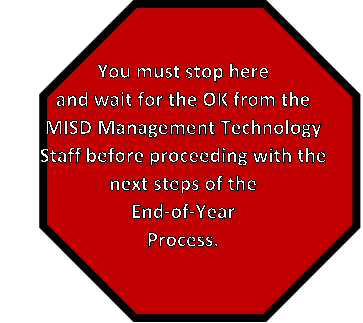 You must stop here
and wait for the OK from the
MISD Management Technology
Staff before proceeding with the
next steps of the
End-of-Year
Process.